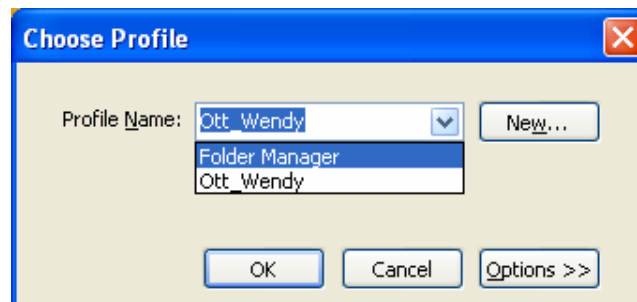 Choose Profile
Profile Name: Ott_Wendy New...
Folder Manager
Ott_Wendy
OK Cancel Options >>